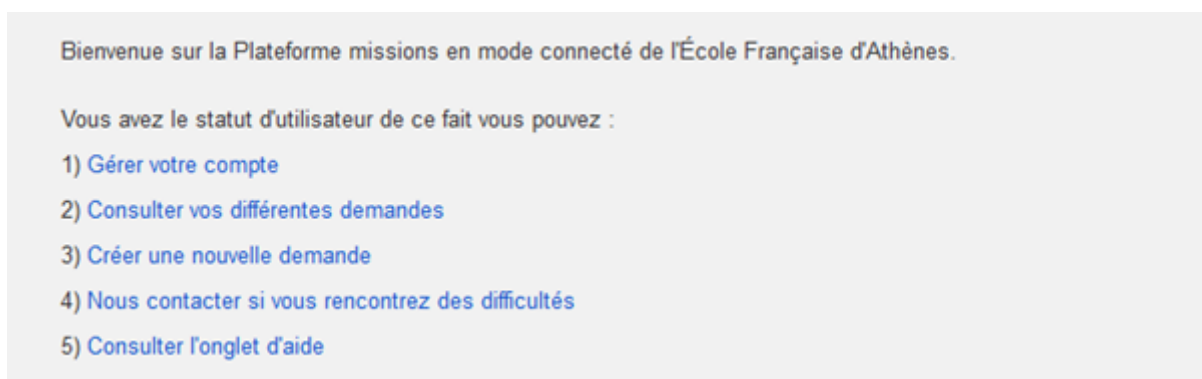 Bienvenue sur la Plateforme missions en mode connecté de l'École Française d'Athènes.
Vous avez le statut d'utilisateur de ce fait vous pouvez :
1) Gérer votre compte
2) Consulter vos différentes demandes
3) Créer une nouvelle demande
4) Nous contacter si vous rencontrez des difficultés
5) Consulter l'onglet d'aide